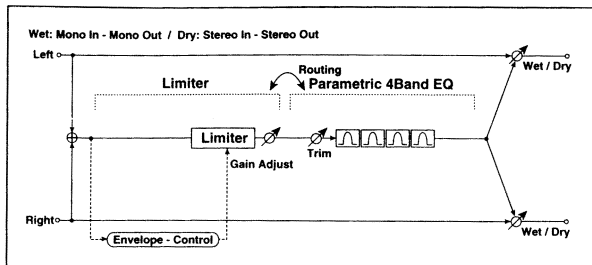 Wet: Mono In - Mono Out / Dry: Stereo In - Stereo Out
Left
Wet / Dry
Routing
Limiter
Parametric 4Band EQ
Limiter
Gain Adjust
Trim
Right
Wet / Dry
Envelope - Control